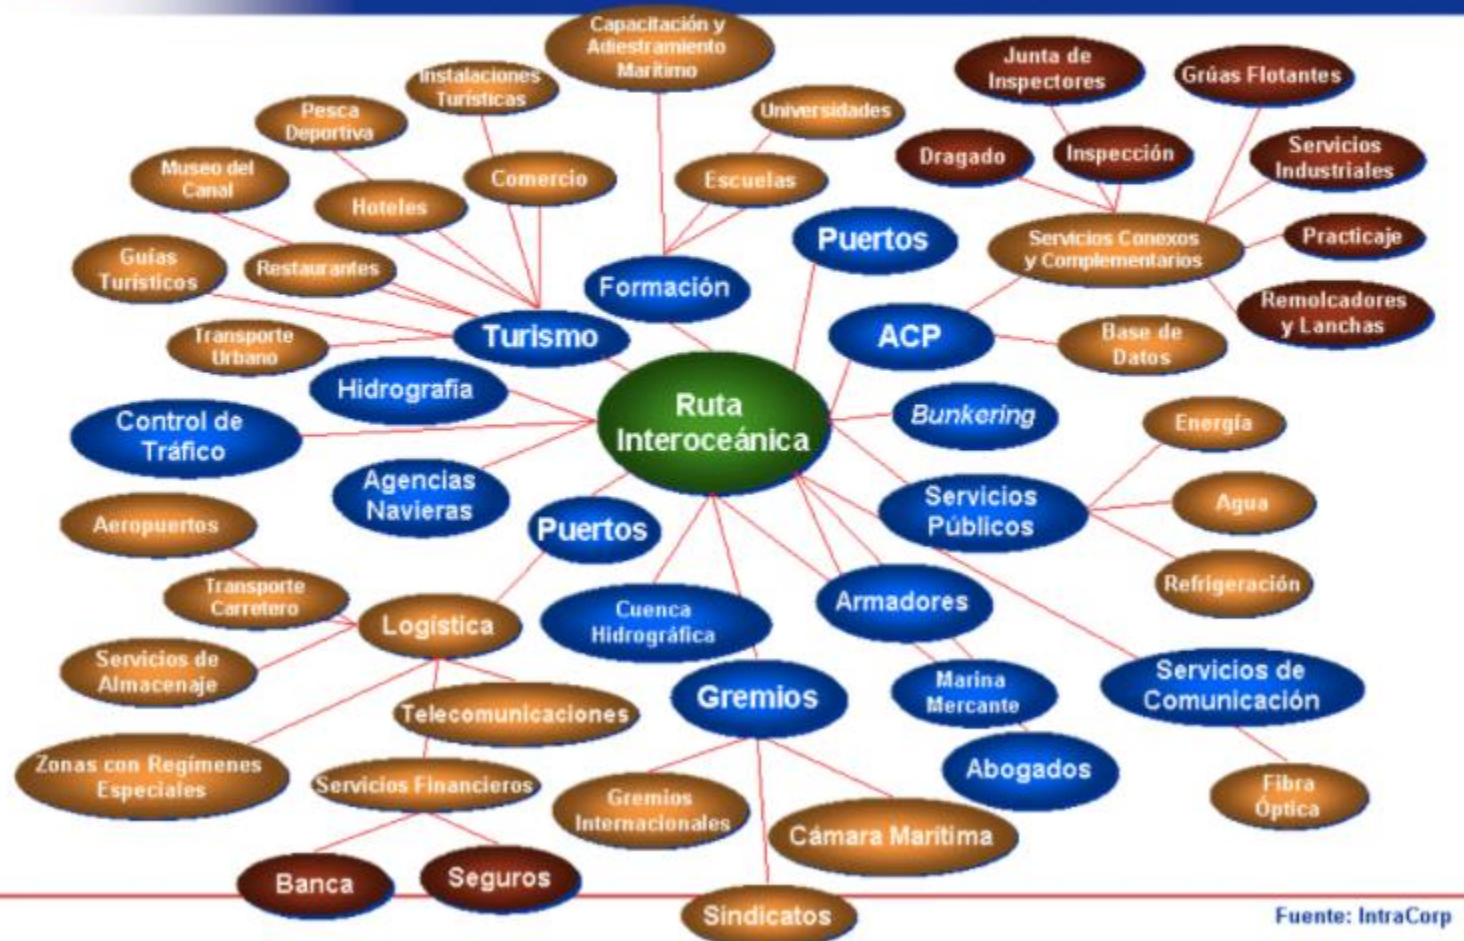 Capacitación y
Adiestramiento
Marítimo
Instalaciones
Turísticas
Pesca
Deportiva
Universidades
Museo del
Canal
Comercio
Escuelas
Hoteles
Guías
Turísticos
Restaurantes
Formación
Transporte
Urbano
Turismo
Junta de
Inspectores
Grúas Flotantes
Dragado
Inspección
Servicios
Industriales
Puertos
Servicios Conexos
y Complementarios
Practicaje
Remolcadores
y Lanchas
ACP
Base de
Datos
Hidrografía
Control de
Tráfico
Ruta
Interoceánica
Bunkering
Energía
Agencias
Navieras
Servicios
Públicos
Agua
Aeropuertos
Puertos
Refrigeración
Transporte
Carretero
Logística
Cuenca
Hidrográfica
Armadores
Servicios de
Almacenaje
Gremios
Marina
Mercante
Servicios de
Comunicación
Telecomunicaciones
Zonas con Regímenes
Especiales
Servicios Financieros
Abogados
Gremios
Internacionales
Cámara Marítima
Fibra
Óptica
Banca
Seguros
Sindicatos
Fuente: IntraCorp